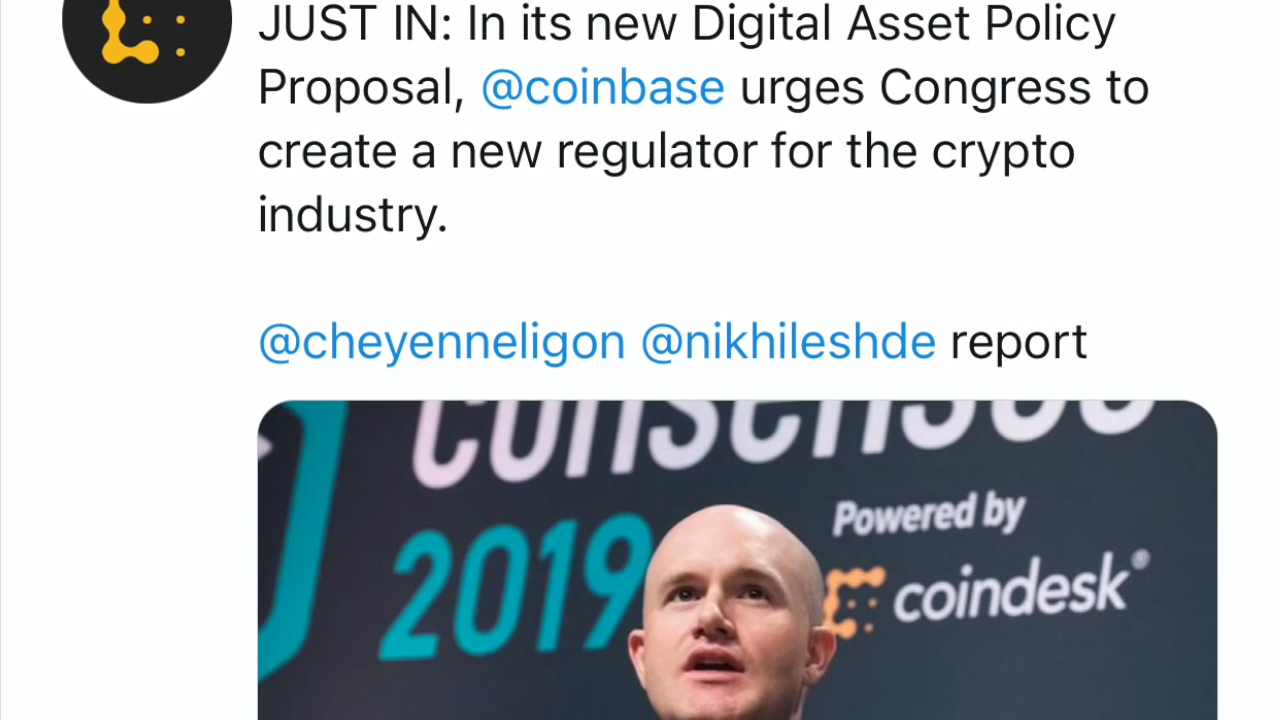 JUST IN: In its new Digital Asset Policy
Proposal, @coinbase urges Congress to
create a new regulator for the crypto
industry.
@cheyenneligon @nikhileshde report
consensus
2019
Powered by
coindesk®